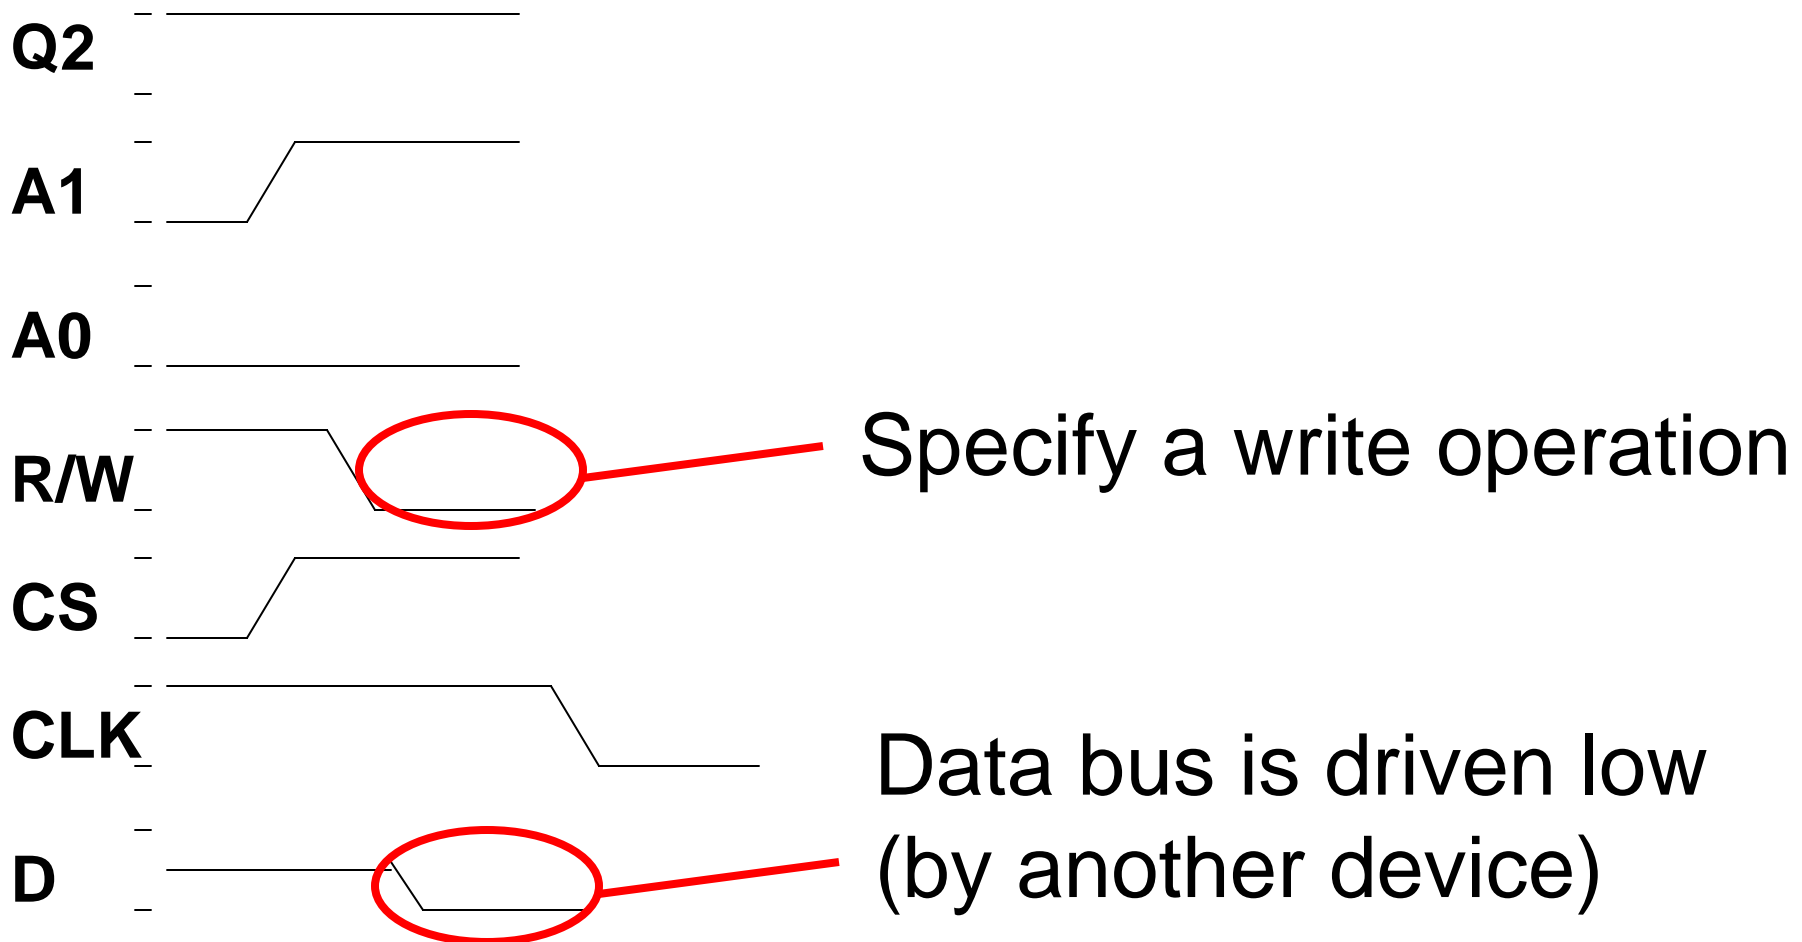 Q2
A1
A0
R/W
Specify a write operation
CS
CLK
Data bus is driven low
(by another device)
D